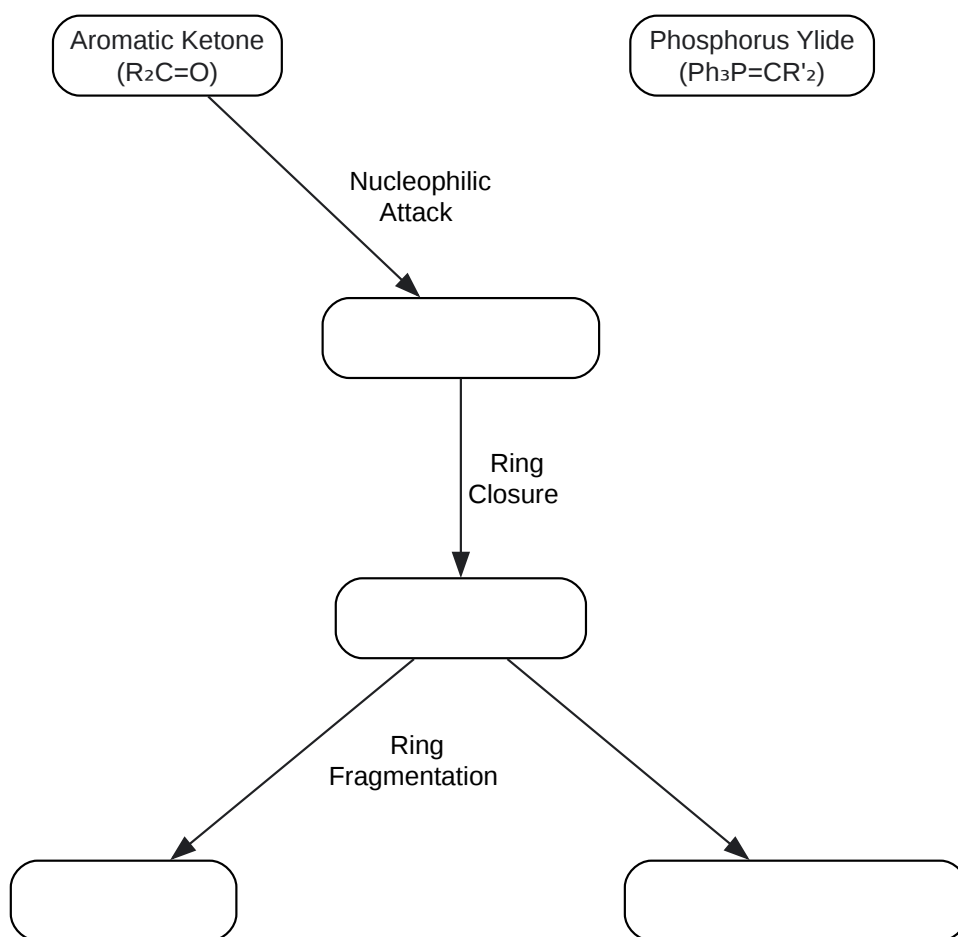 Aromatic Ketone
(R₂C=O)
Phosphorus Ylide
(Ph₃P=CR'₂)
Nucleophilic
Attack
Ring
Closure
Ring
Fragmentation